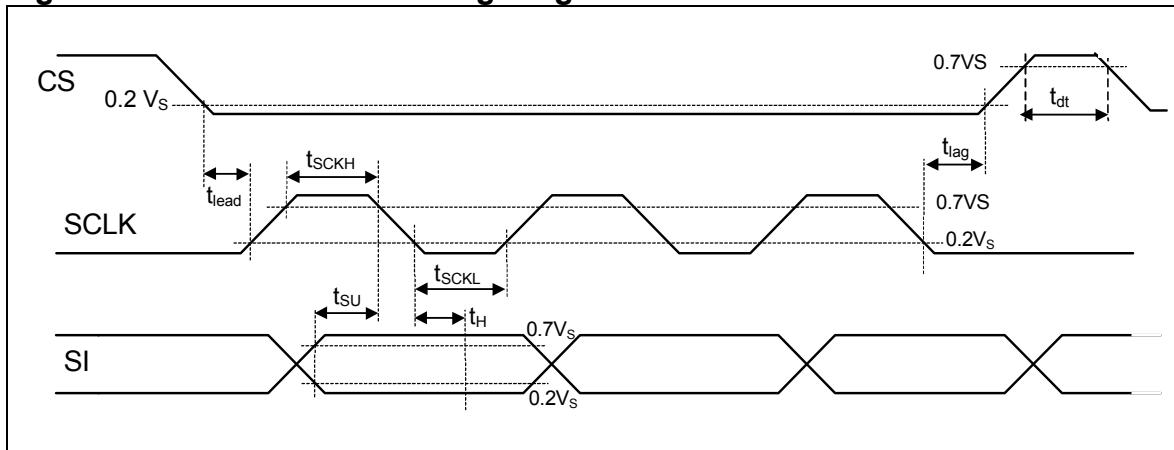 CS
0.2 VS
0.7VS
tdt
tlead
tSCKH
tlag
SCLK
0.7VS
0.2VS
tSCKL
tSU
tH
SI
0.7VS
0.2VS